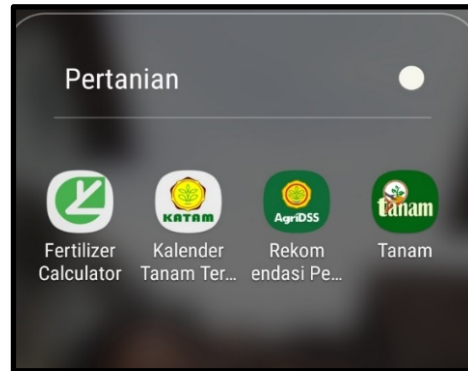 Pertanian
KATAM
AgriDSS
Tanam
Fertilizer Calculator
Kalender Tanam Ter...
Rekom endasi Pe...
Tanam